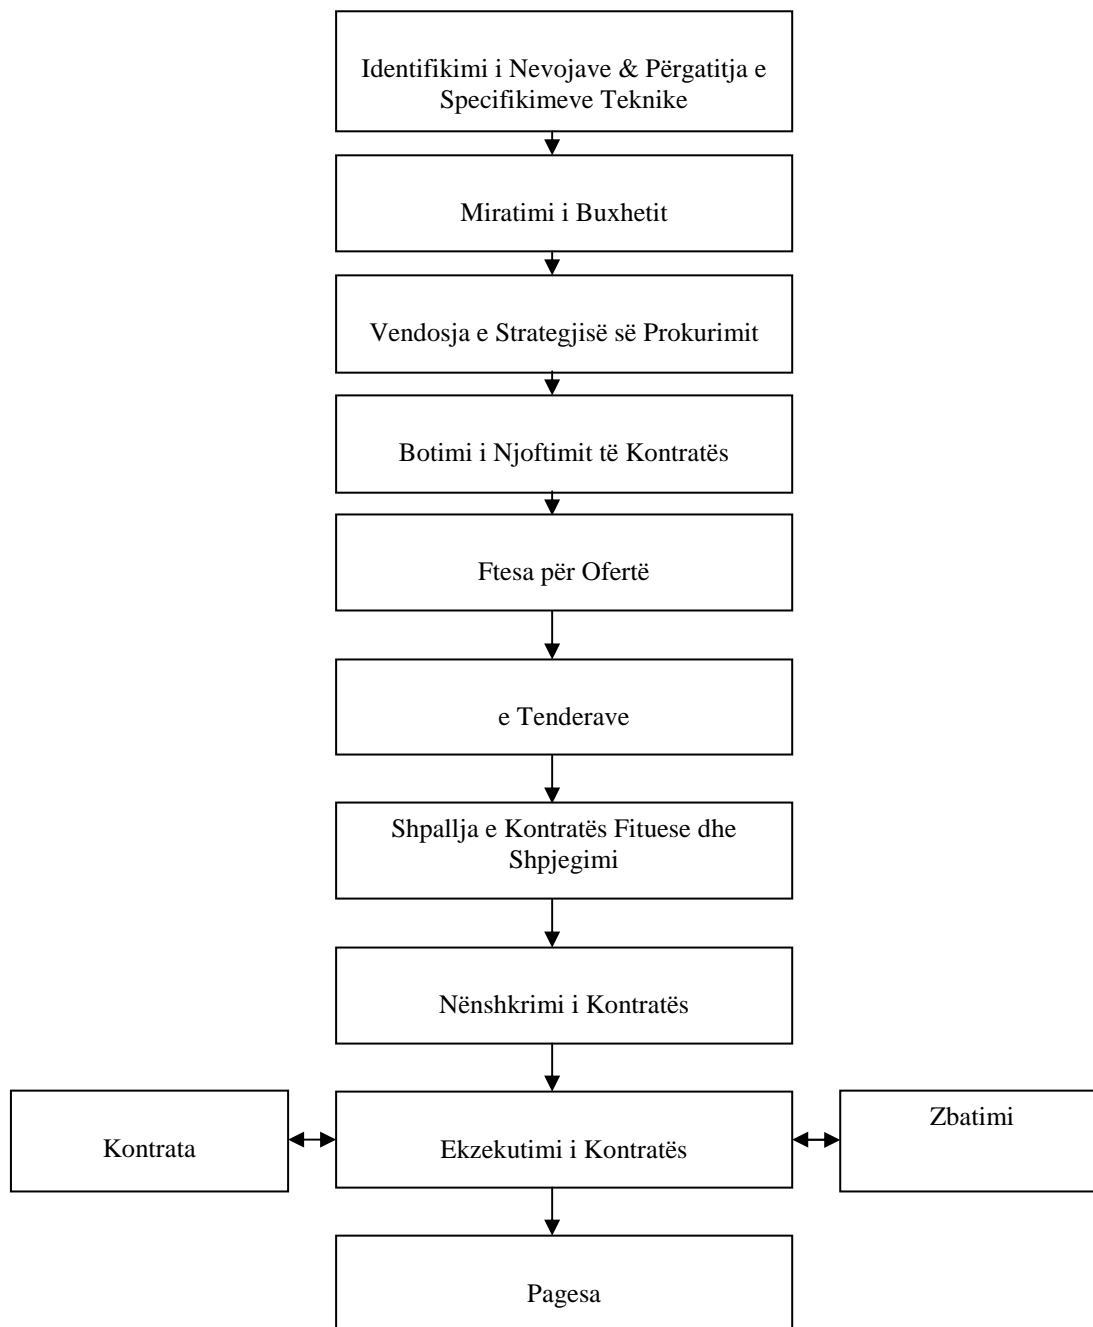 Identifikimi i Nevojave & Përgatitja e
Specifikimeve Teknike
Miratimi i Buxhetit
Vendosja e Strategjisë së Prokurimit
Botimi i Njoftimit të Kontratës
Ftesa për Ofertë
e Tenderave
Shpallja e Kontratës Fituese dhe
Shpjegimi
Nënshkrimi i Kontratës
Kontrata
Ekzekutimi i Kontratës
Zbatimi
Pagesa